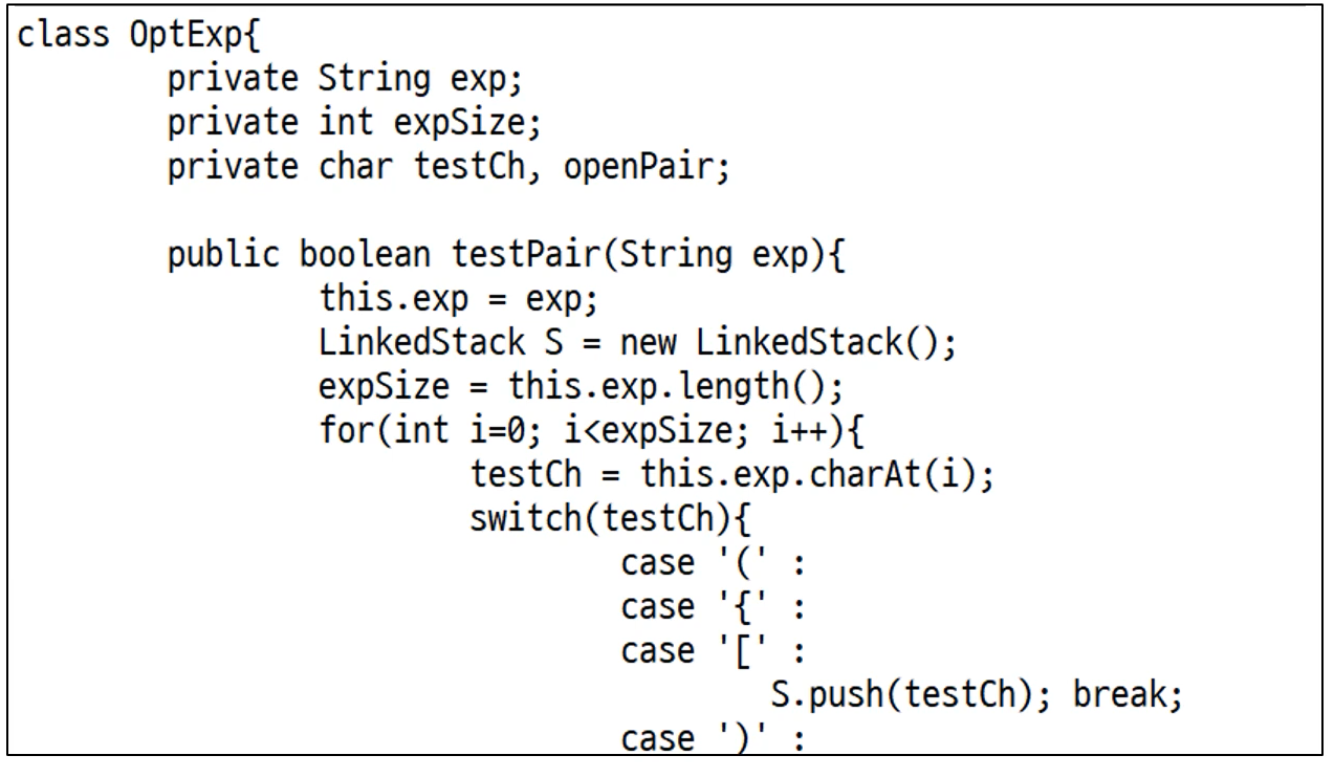 class OptExp{
        private String exp;
        private int expSize;
        private char testCh, openPair;

        public boolean testPair(String exp){
                this.exp = exp;
                LinkedStack S = new LinkedStack();
                expSize = this.exp.length();
                for(int i=0; i<expSize; i++){
                        testCh = this.exp.charAt(i);
                        switch(testCh){
                                case '(' :
                                case '{' :
                                case '[' :
                                        S.push(testCh); break;
                                case ')' :